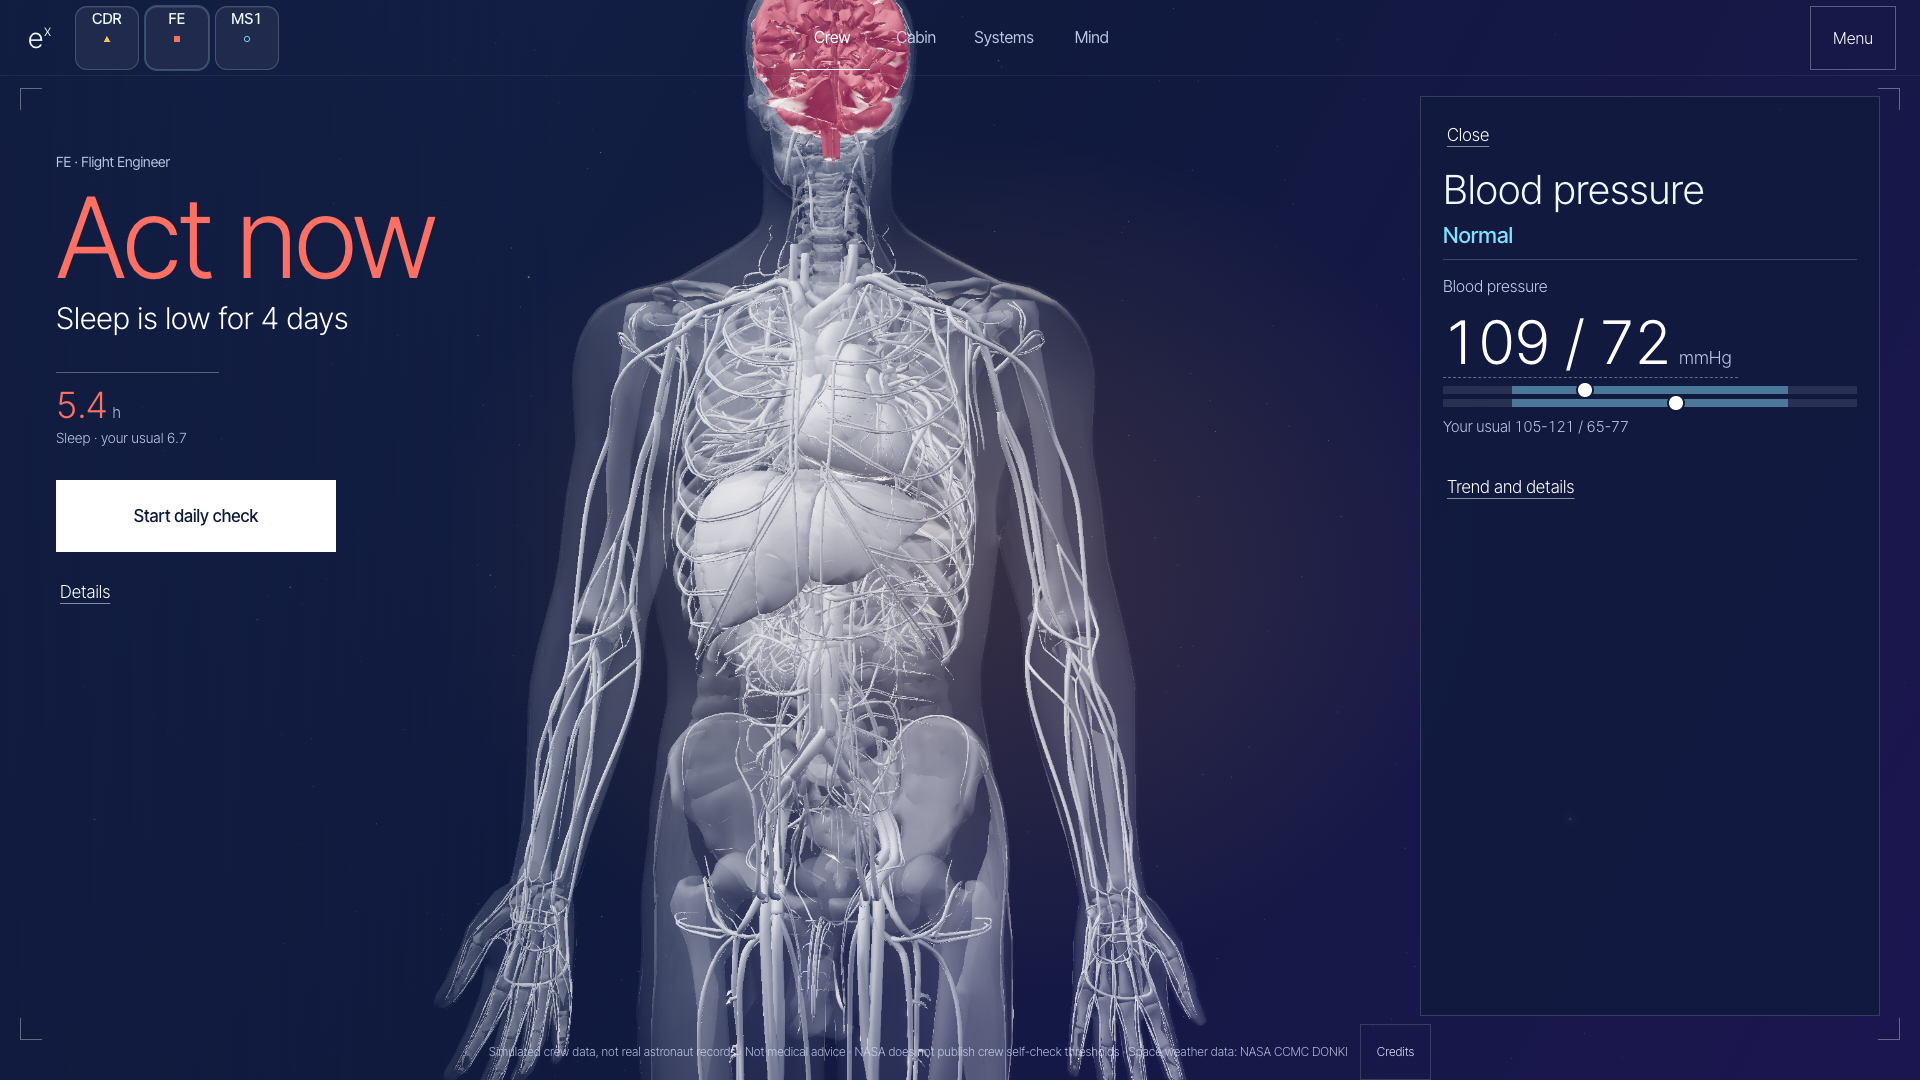 ex
CDR
FE
MS1
Crew
Cabin
Systems
Mind
Menu
FE · Flight Engineer
Act now
Sleep is low for 4 days
5.4 h
Sleep · your usual 6.7
Start daily check
Details
Close
Blood pressure
Normal
Blood pressure
109 / 72 mmHg
Your usual 105-121 / 65-77
Trend and details
Simulated crew data, not real astronaut records · Not medical advice · NASA does not publish crew self-check thresholds · Space weather data: NASA CCMC DONKI
Credits